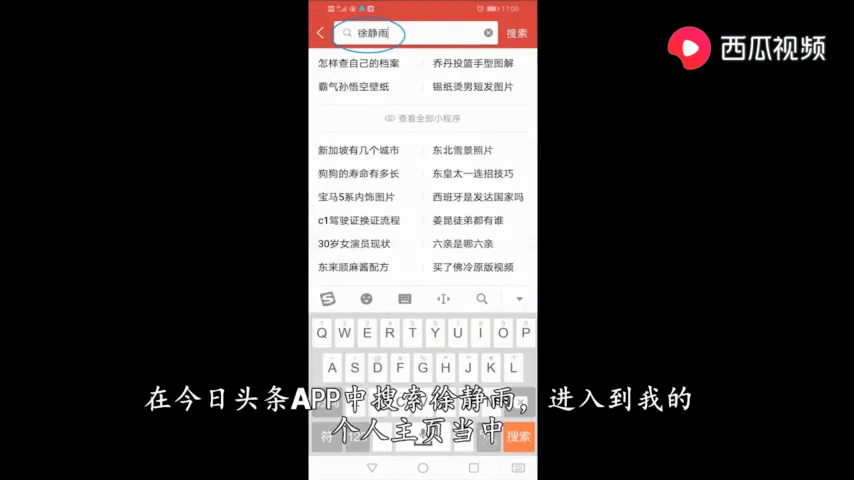 17:00
徐静雨
搜索
西瓜视频
怎样查自己的档案
乔丹投篮手型图解
霸气孙悟空壁纸
锡纸烫男短发图片
查看全部小程序
新加坡有几个城市
东北雪景照片
狗狗的寿命有多长
东皇太一连招技巧
宝马5系内饰图片
西班牙是发达国家吗
c1驾驶证换证流程
姜昆徒弟都有谁
30岁女演员现状
六亲是哪六亲
东来顺麻酱配方
买了佛冷原版视频
Q W E R T Y U I O P
A S D F G H J K L
在今日头条APP中搜索徐静雨，进入到我的
个人主页当中
符
搜索